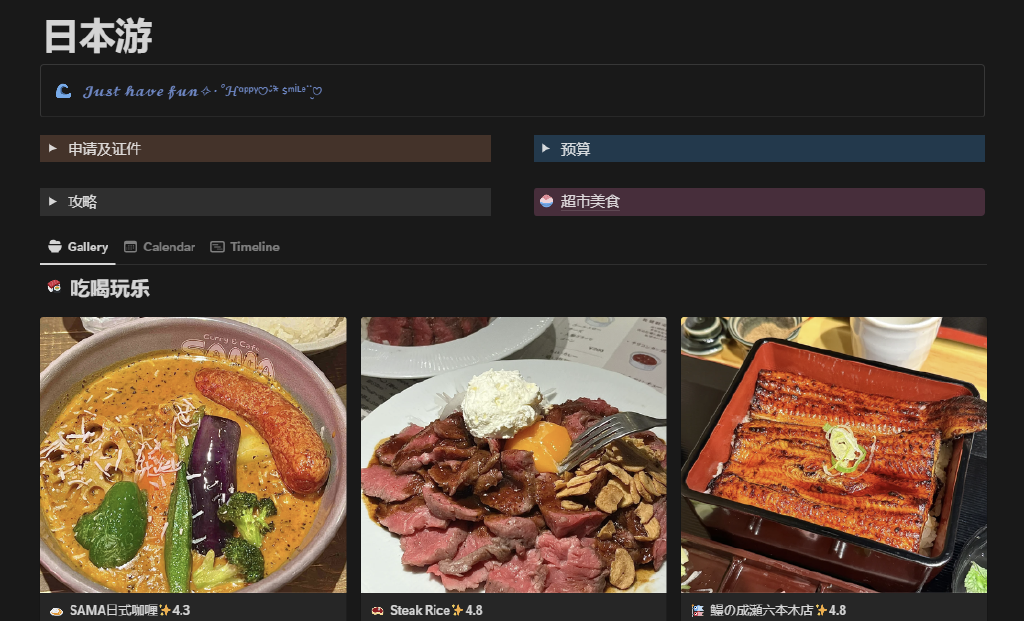 日本游
Just have fun✧･ﾟHappy♡ Smile ♡
申请及证件
预算
攻略
超市美食
Gallery Calendar Timeline
吃喝玩乐
Curry & Cafe
SAMA
SAMA日式咖喱✨4.3
Steak Rice✨4.8
鰻の成瀬六本木店✨4.8